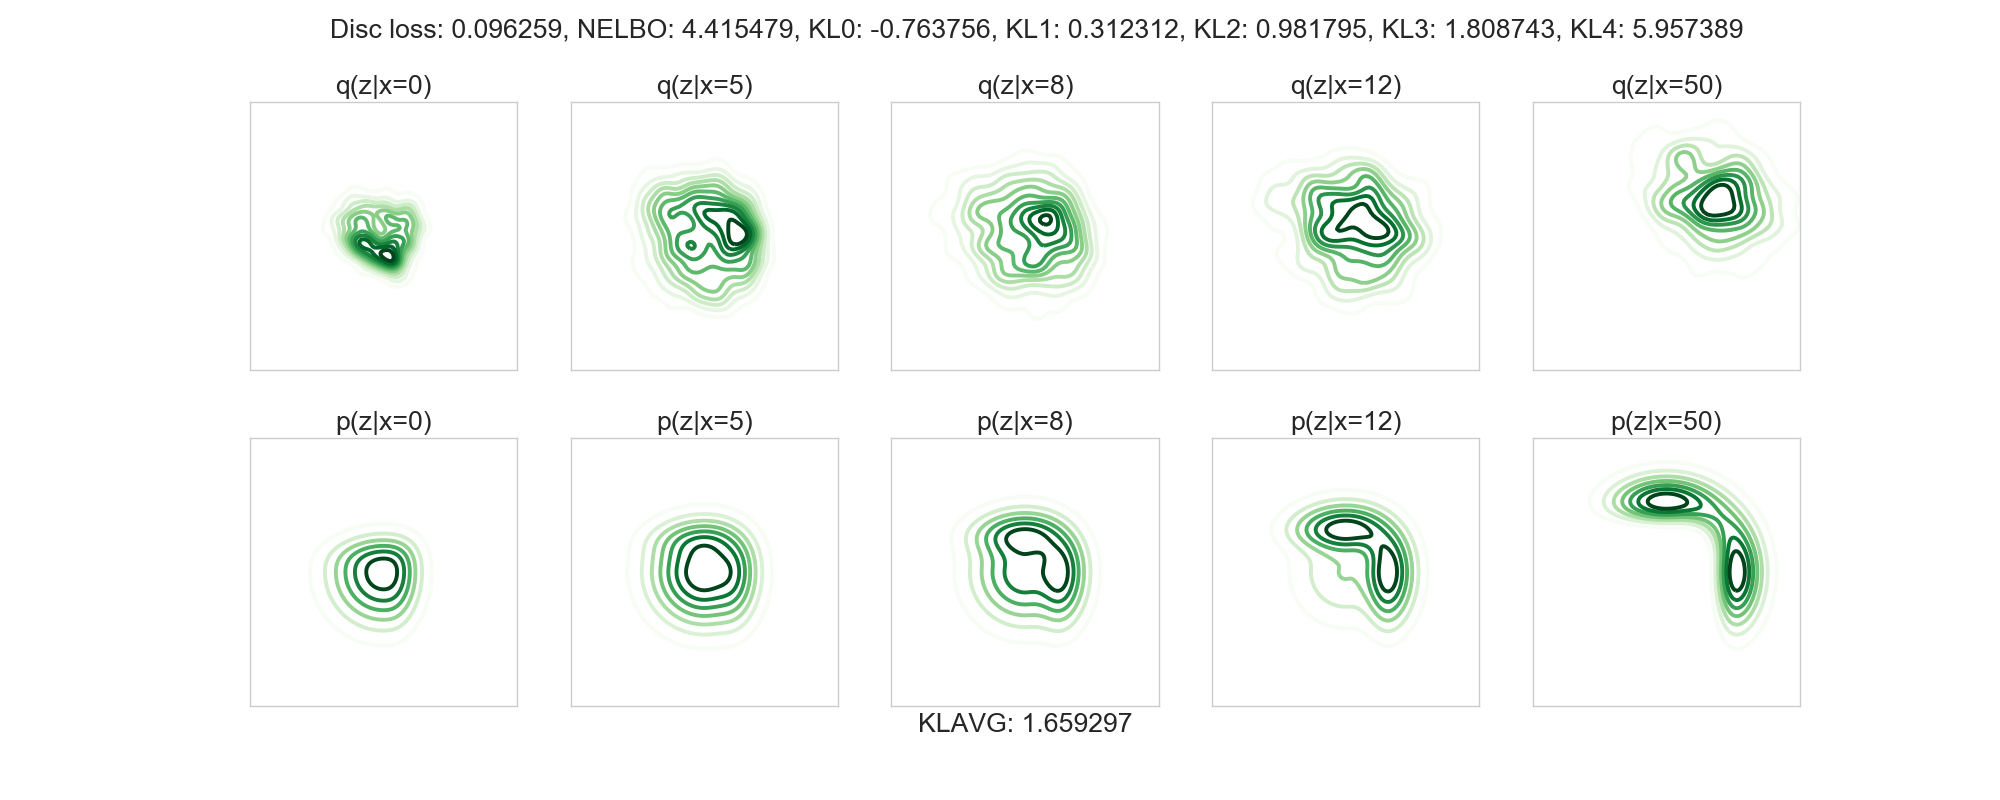 Disc loss: 0.096259, NELBO: 4.415479, KL0: -0.763756, KL1: 0.312312, KL2: 0.981795, KL3: 1.808743, KL4: 5.957389
q(z|x=0) q(z|x=5) q(z|x=8) q(z|x=12) q(z|x=50)
p(z|x=0) p(z|x=5) p(z|x=8) p(z|x=12) p(z|x=50)
KLAVG: 1.659297